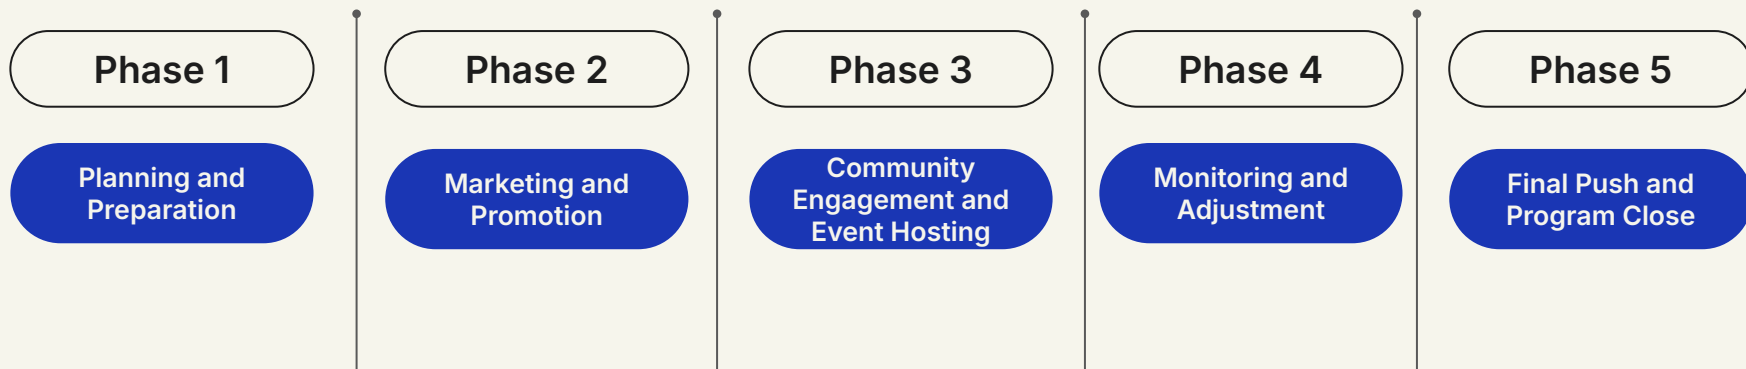 Phase 1
Phase 2
Phase 3
Phase 4
Phase 5
Planning and
Preparation
Marketing and
Promotion
Community
Engagement and
Event Hosting
Monitoring and
Adjustment
Final Push and
Program Close